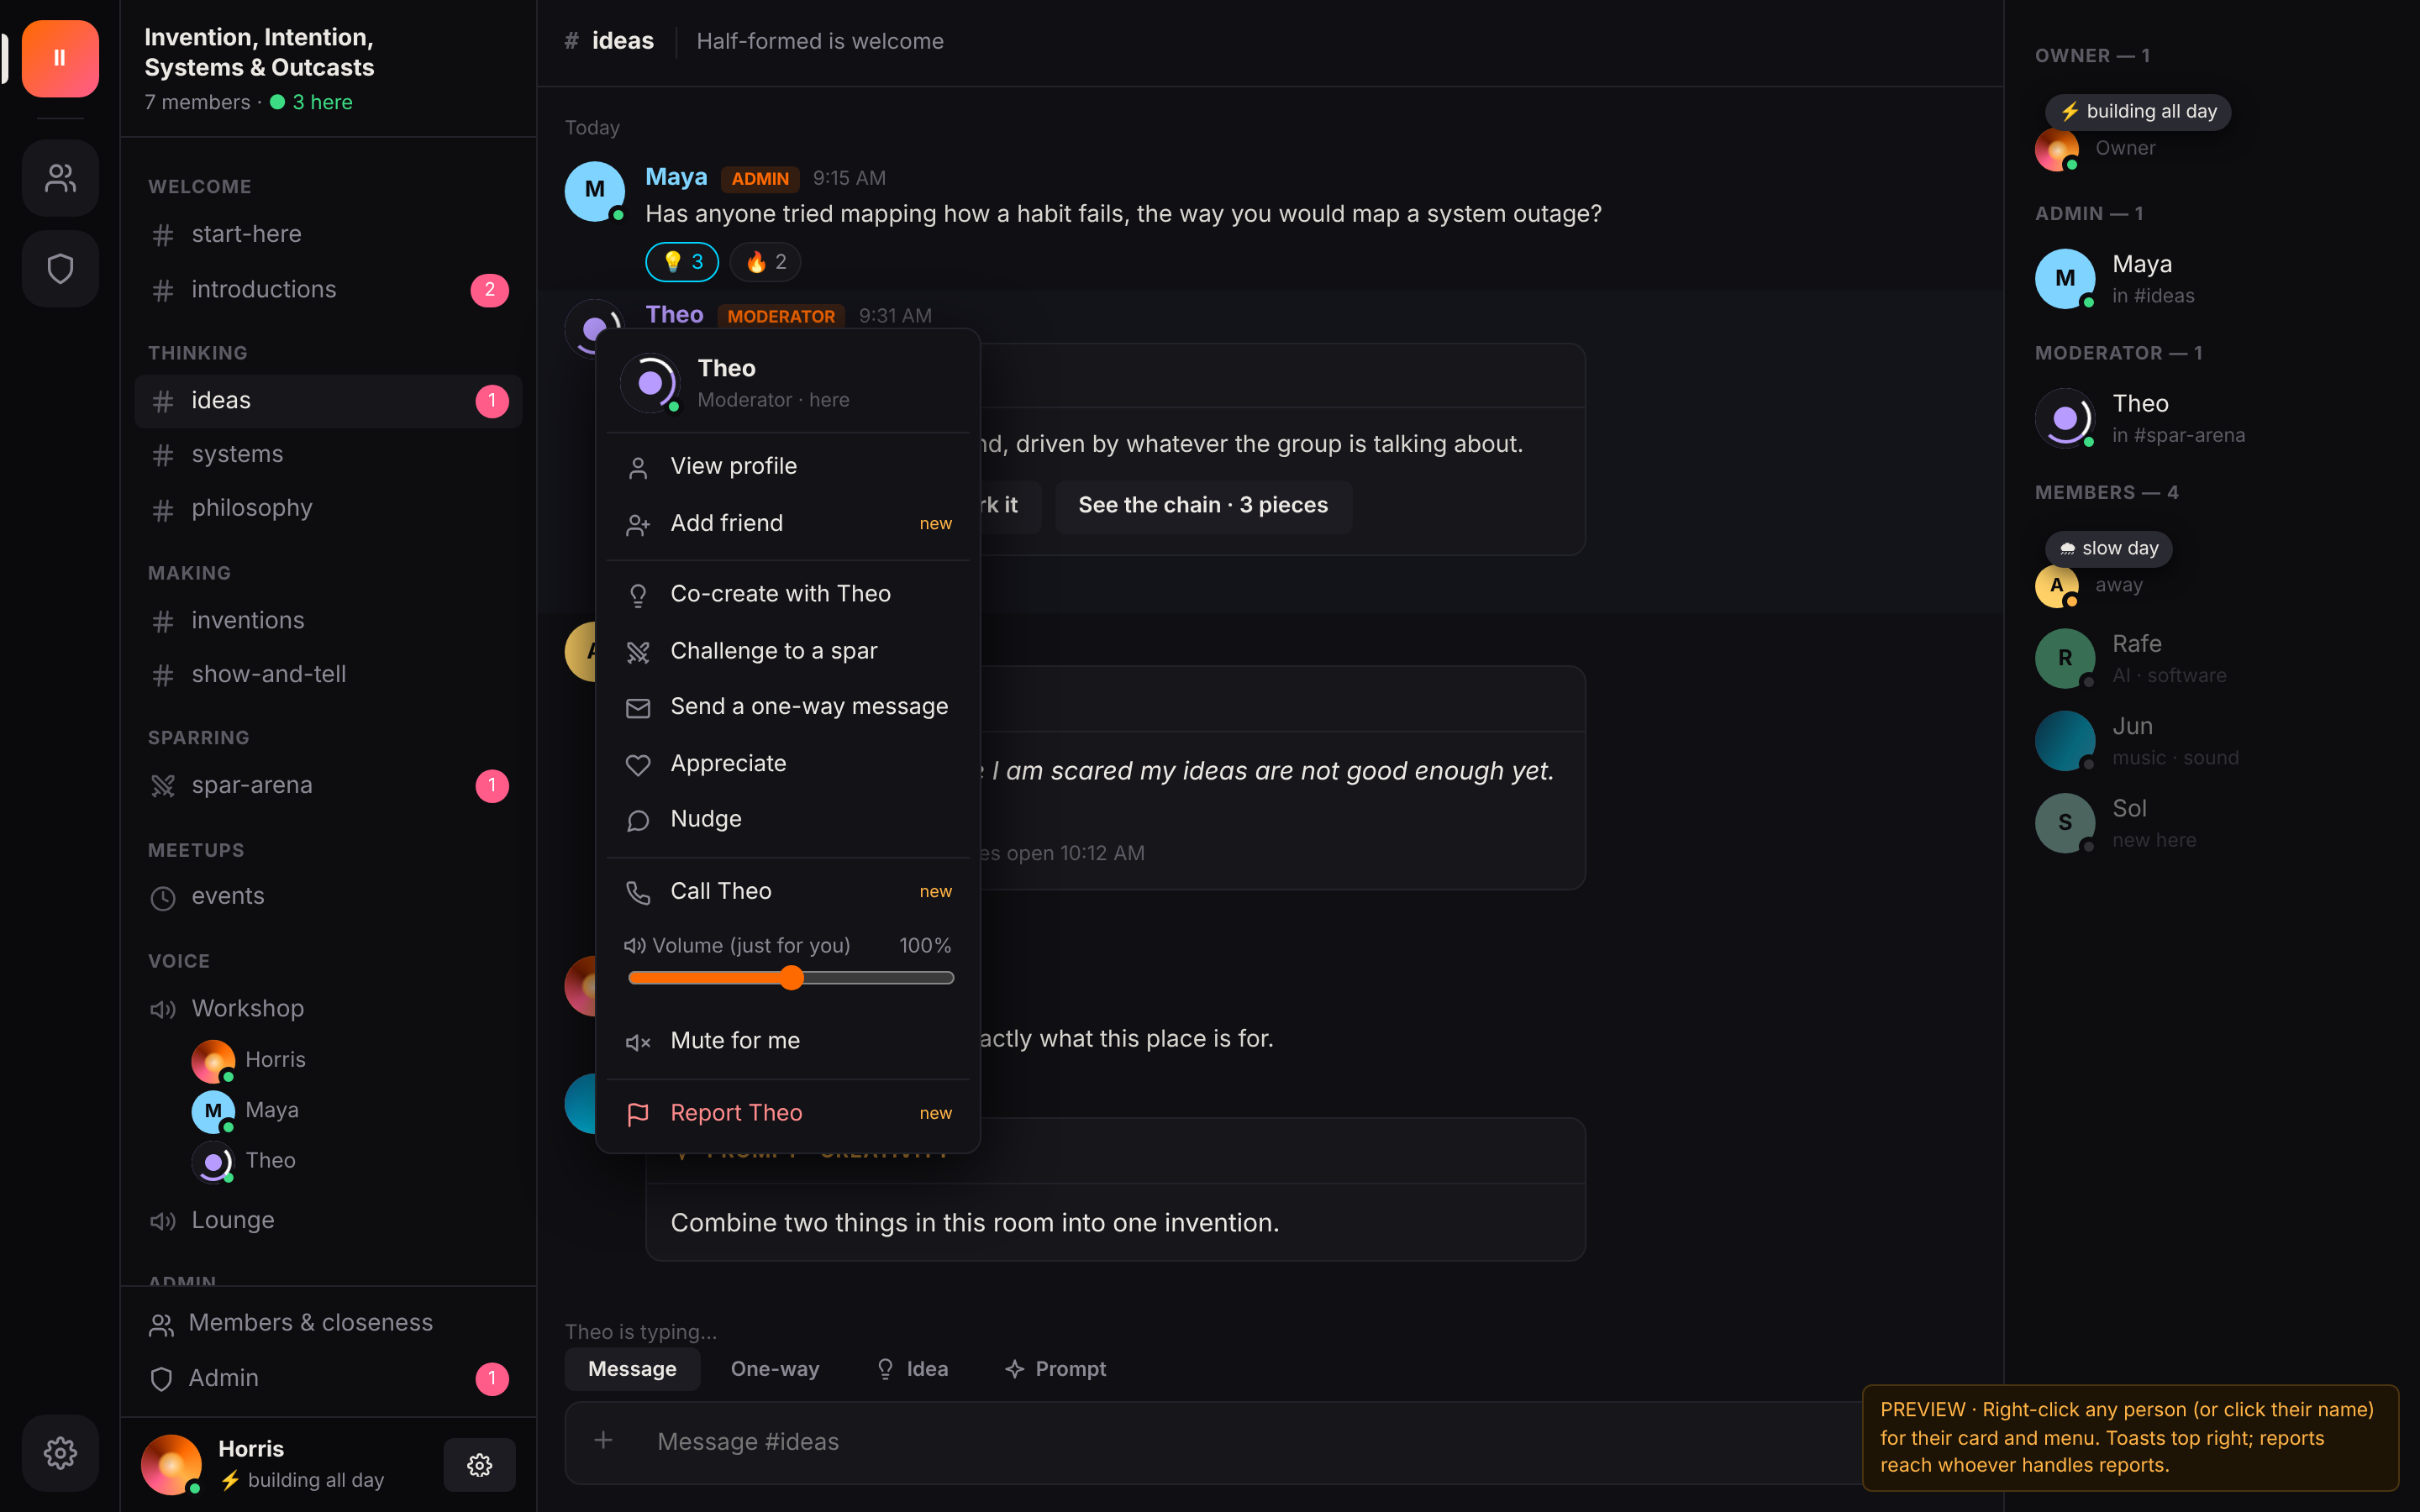 II
Invention, Intention,
Systems & Outcasts
7 members · 3 here
WELCOME
start-here
introductions 2
THINKING
ideas 1
systems
philosophy
MAKING
inventions
show-and-tell
SPARRING
spar-arena 1
MEETUPS
events
VOICE
Workshop
Horris
M Maya
Theo
Lounge
ADMIN
Members & closeness
Admin 1
Horris
⚡ building all day
# ideas Half-formed is welcome
Today
M Maya ADMIN 9:15 AM
Has anyone tried mapping how a habit fails, the way you would map a system outage?
💡 3 🔥 2
Theo MODERATOR 9:31 AM
Theo
Moderator · here
View profile
Add friend new
Co-create with Theo
Challenge to a spar
Send a one-way message
Appreciate
Nudge
Call Theo new
Volume (just for you) 100%
Mute for me
Report Theo new
driven by whatever the group is talking about.
it
See the chain · 3 pieces
I am scared my ideas are not good enough yet.
open 10:12 AM
what this place is for.
PROMPT · CREATIVITY
Combine two things in this room into one invention.
Theo is typing...
Message One-way Idea Prompt
+ Message #ideas
OWNER — 1
⚡ building all day
Owner
ADMIN — 1
M Maya
in #ideas
MODERATOR — 1
Theo
in #spar-arena
MEMBERS — 4
🌧 slow day
A away
R Rafe
AI · software
Jun
music · sound
S Sol
new here
PREVIEW · Right-click any person (or click their name)
for their card and menu. Toasts top right; reports
reach whoever handles reports.